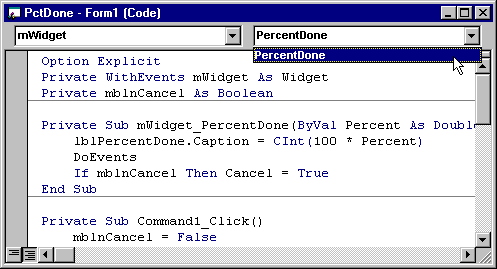 PctDone - Form1 (Code)
mWidget PercentDone
PercentDone
Option Explicit
Private WithEvents mWidget As Widget
Private mblnCancel As Boolean
Private Sub mWidget_PercentDone(ByVal Percent As Double
lblPercentDone.Caption = CInt(100 * Percent)
DoEvents
If mblnCancel Then Cancel = True
End Sub
Private Sub Command1_Click()
mblnCancel = False